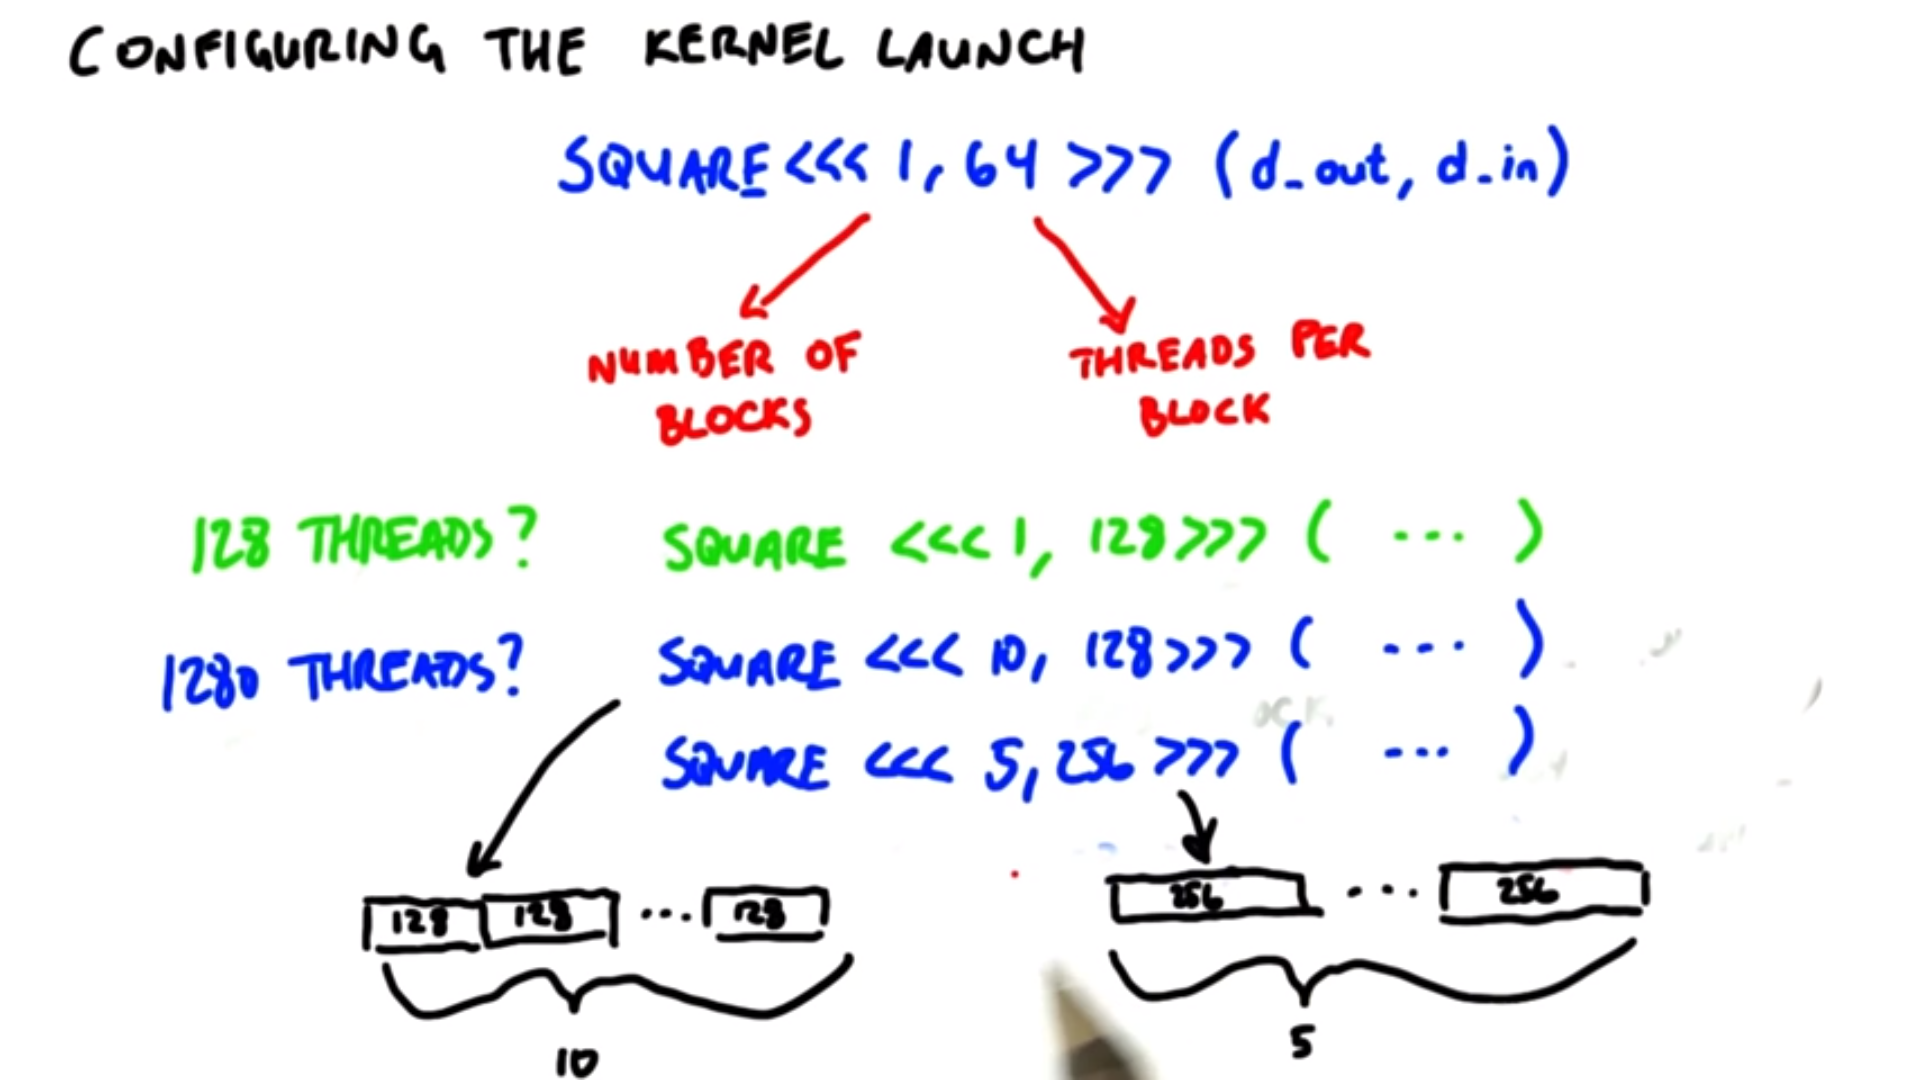 CONFIGURING THE KERNEL LAUNCH
SQUARE <<< 1, 64 >>> (d_out, d_in)
NUMBER OF BLOCKS
THREADS PER BLOCK
128 THREADS? SQUARE <<< 1, 128 >>> ( ... )
1280 THREADS? SQUARE <<< 10, 128 >>> ( ... )
SQUARE <<< 5, 256 >>> ( ... )
128 128 ... 128
256 ... 256
10
5